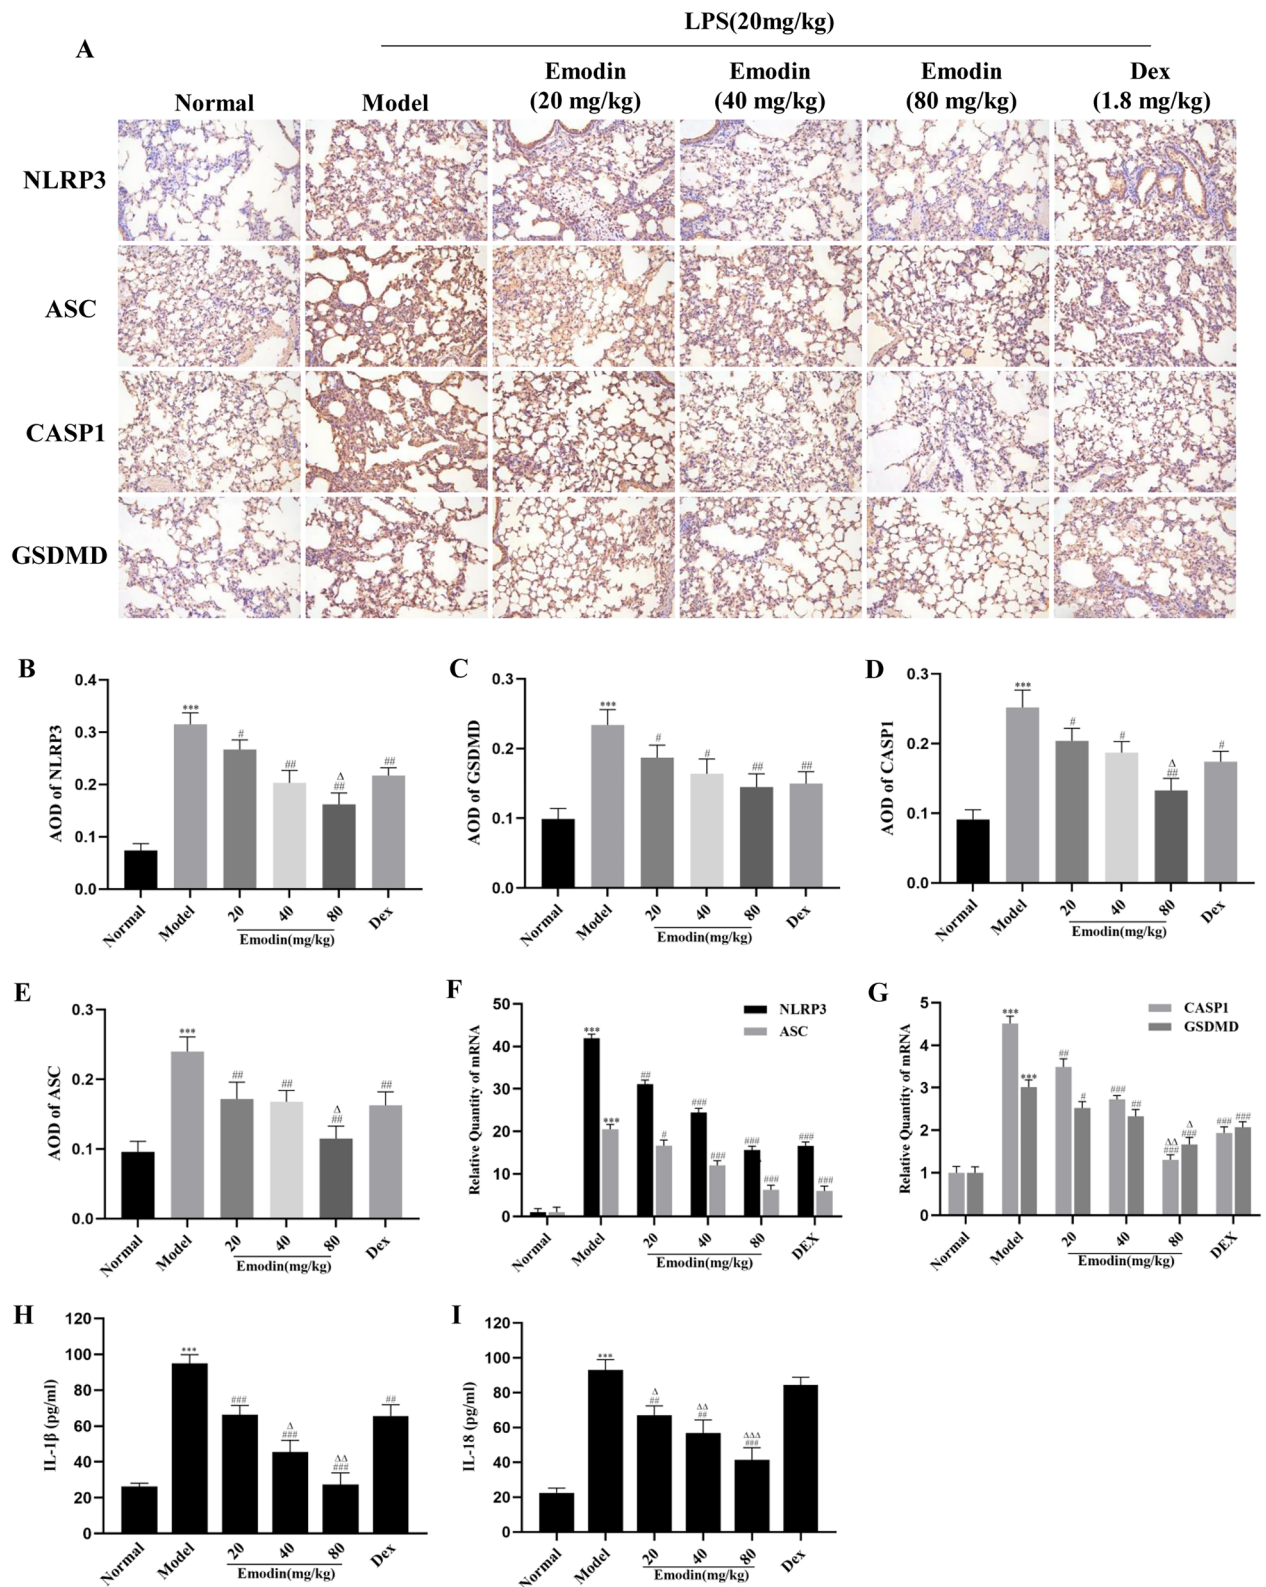 A
LPS(20mg/kg)
Normal
Model
Emodin
(20 mg/kg)
Emodin
(40 mg/kg)
Emodin
(80 mg/kg)
Dex
(1.8 mg/kg)
NLRP3
ASC
CASP1
GSDMD
B
AOD of NLRP3
0.4
0.3
0.2
0.1
0.0
***
#
##
Δ
##
##
Normal
Model
20
40
80
Dex
Emodin(mg/kg)
C
AOD of GSDMD
0.3
0.2
0.1
0.0
***
#
#
##
##
Normal
Model
20
40
80
Dex
Emodin(mg/kg)
D
AOD of CASP1
0.3
0.2
0.1
0.0
***
#
#
Δ
##
#
Normal
Model
20
40
80
Dex
Emodin(mg/kg)
E
AOD of ASC
0.3
0.2
0.1
0.0
***
##
##
Δ
##
##
Normal
Model
20
40
80
Dex
Emodin(mg/kg)
F
Relative Quantity of mRNA
50
40
30
20
10
0
NLRP3
ASC
***
***
##
#
###
###
###
###
###
###
Normal
Model
20
40
80
DEX
Emodin(mg/kg)
G
Relative Quantity of mRNA
5
4
3
2
1
0
CASP1
GSDMD
***
***
##
#
###
##
ΔΔ
###
Δ
###
###
###
Normal
Model
20
40
80
DEX
Emodin(mg/kg)
H
IL-1β (pg/ml)
120
100
80
60
40
20
0
***
###
Δ
###
ΔΔ
###
##
Normal
Model
20
40
80
Dex
Emodin(mg/kg)
I
IL-18 (pg/ml)
120
100
80
60
40
20
0
***
Δ
##
ΔΔ
##
ΔΔΔ
###
Normal
Model
20
40
80
Dex
Emodin(mg/kg)